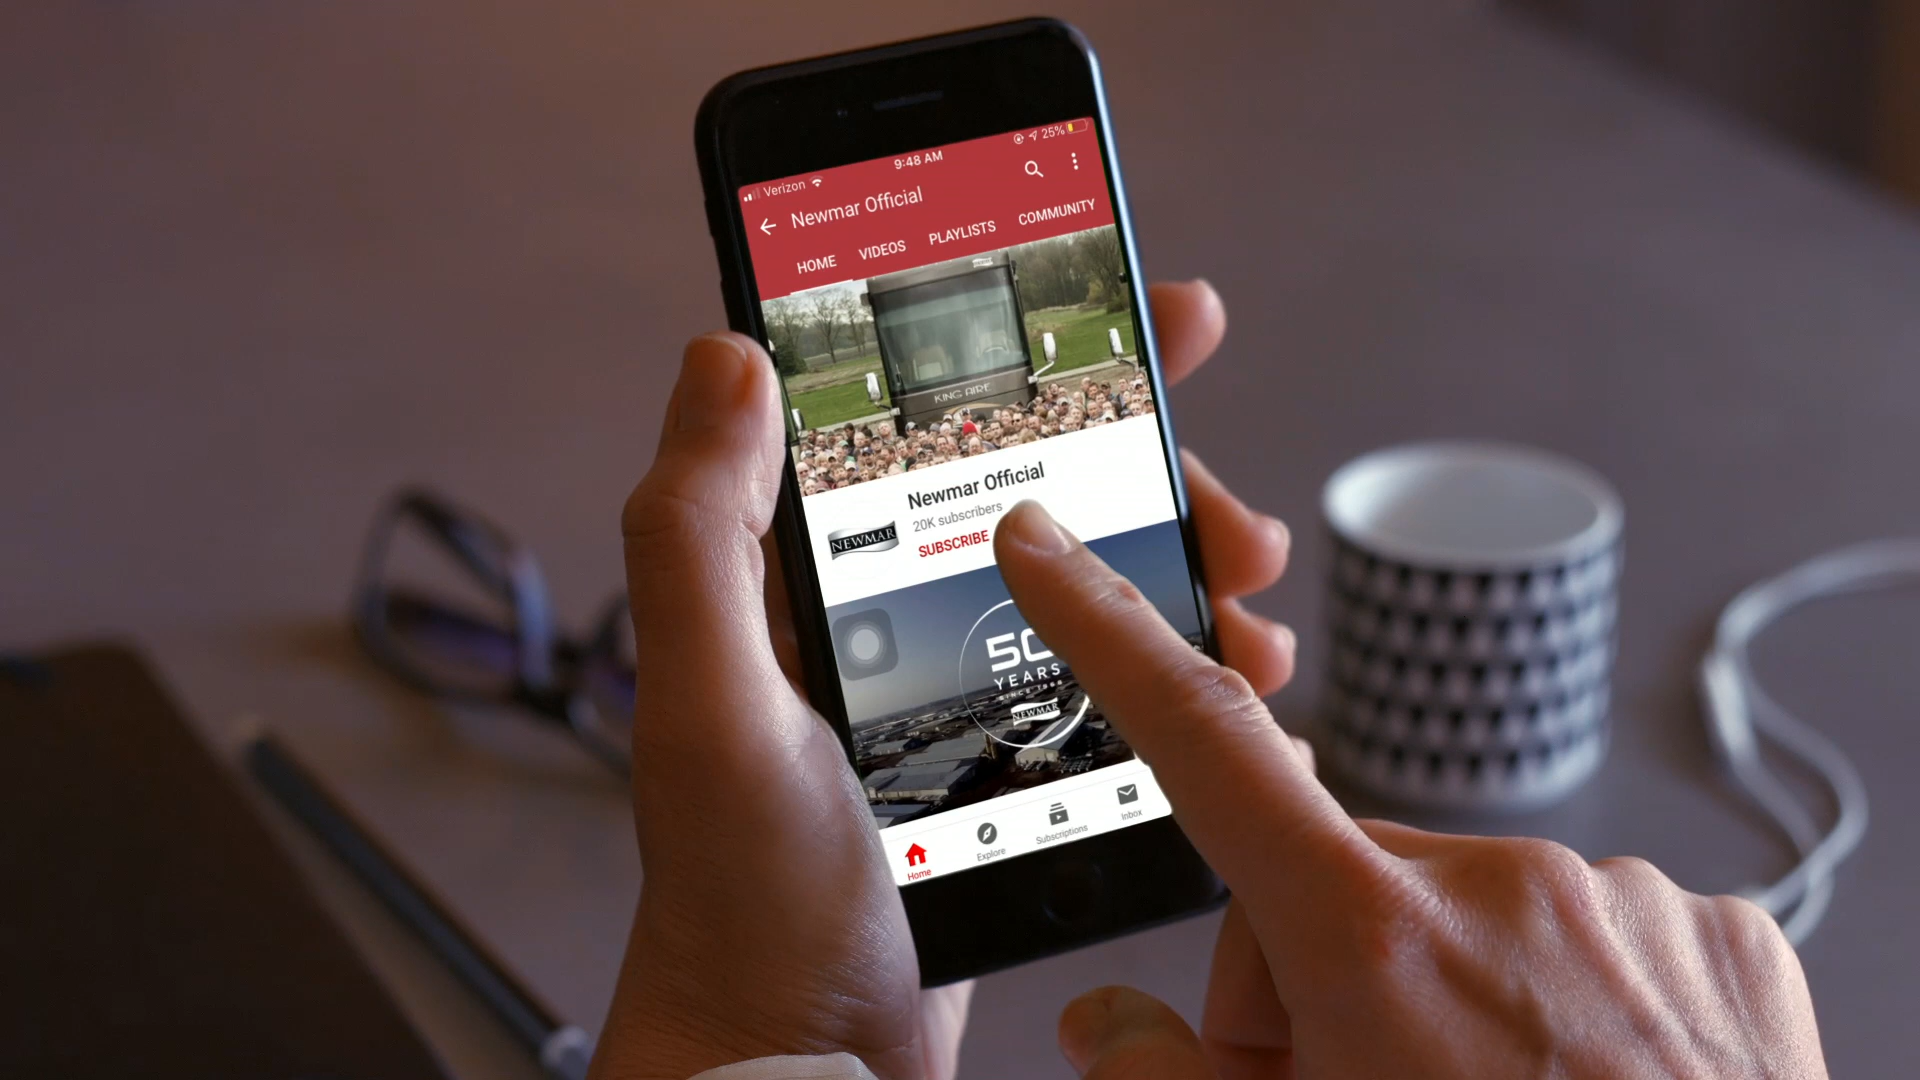 Verizon 9:48 AM 25%
Newmar Official
HOME VIDEOS PLAYLISTS COMMUNITY
KING AIRE
Newmar Official
20K subscribers
SUBSCRIBE
NEWMAR
YEARS
NEWMAR
Home Explore Subscriptions Inbox